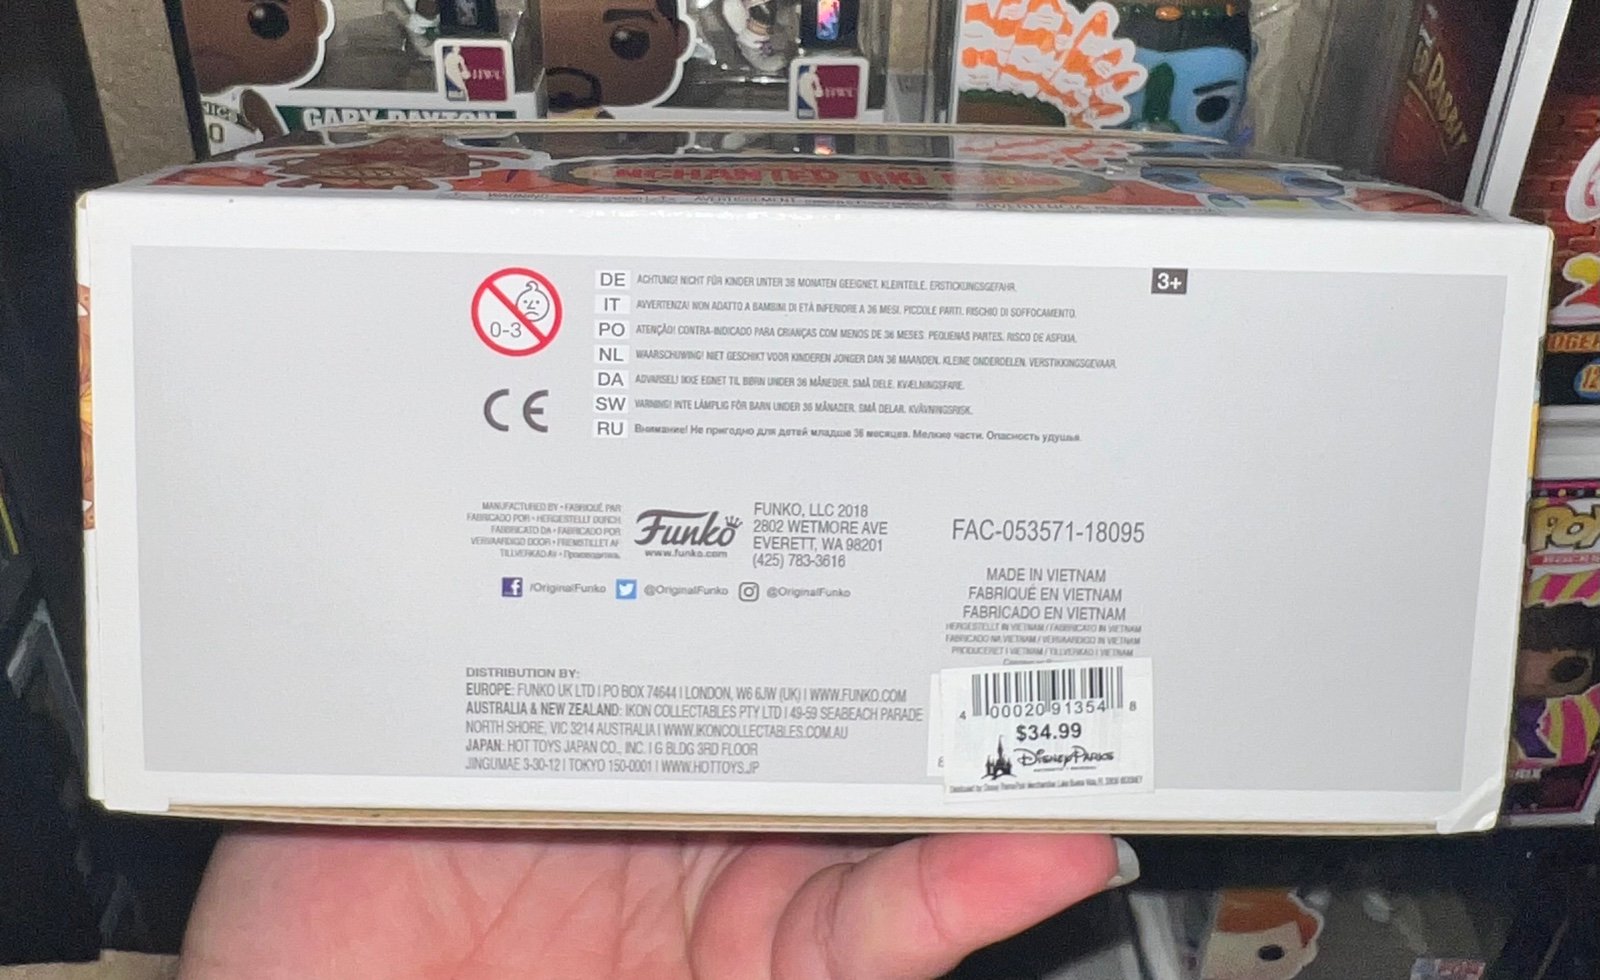 GARY PAYTON
HWC
HWC
ENCHANTED TIKI ROOM
AVERTISSEMENT
0-3
CE
3+
DE ACHTUNG! NICHT FÜR KINDER UNTER 36 MONATEN GEEIGNET. KLEINTEILE. ERSTICKUNGSGEFAHR.
IT AVVERTENZA! NON ADATTO A BAMBINI DI ETÀ INFERIORE A 36 MESI. PICCOLE PARTI. RISCHIO DI SOFFOCAMENTO.
PO ATENÇÃO! CONTRA-INDICADO PARA CRIANÇAS COM MENOS DE 36 MESES. PEQUENAS PARTES. RISCO DE ASFIXIA.
NL WAARSCHUWING! NIET GESCHIKT VOOR KINDEREN JONGER DAN 36 MAANDEN. KLEINE ONDERDELEN. VERSTIKKINGSGEVAAR.
DA ADVARSEL! IKKE EGNET TIL BØRN UNDER 36 MÅNEDER. SMÅ DELE. KVÆLNINGSFARE.
SW VARNING! INTE LÄMPLIG FÖR BARN UNDER 36 MÅNADER. SMÅ DELAR. KVÄVNINGSRISK.
RU Внимание! Не пригодно для детей младше 36 месяцев. Мелкие части. Опасность удушья.
MANUFACTURED BY • FABRIQUÉ PAR
FABRICADO POR • HERGESTELLT DURCH
FABBRICATO DA • FABRICADO POR
VERVAARDIGD DOOR • FREMSTILLET AF
TILLVERKAD AV • Производитель
Funko
www.funko.com
FUNKO, LLC 2018
2802 WETMORE AVE
EVERETT, WA 98201
(425) 783-3616
/OriginalFunko @OriginalFunko @OriginalFunko
FAC-053571-18095
MADE IN VIETNAM
FABRIQUÉ EN VIETNAM
FABRICADO EN VIETNAM
HERGESTELLT IN VIETNAM / FABBRICATO IN VIETNAM
FABRICADO NA VIETNAM / VERVAARDIGD IN VIETNAM
PRODUCERET I VIETNAM / TILLVERKAD I VIETNAM
DISTRIBUTION BY:
EUROPE: FUNKO UK LTD | PO BOX 74644 | LONDON, W6 6JW (UK) | WWW.FUNKO.COM
AUSTRALIA & NEW ZEALAND: IKON COLLECTABLES PTY LTD | 49-59 SEABEACH PARADE
NORTH SHORE, VIC 3214 AUSTRALIA | WWW.IKONCOLLECTABLES.COM.AU
JAPAN: HOT TOYS JAPAN CO., INC. | G BLDG 3RD FLOOR
JINGUMAE 3-30-12 | TOKYO 150-0001 | WWW.HOTTOYS.JP
4 00020 91354 8
$34.99
Disney Parks